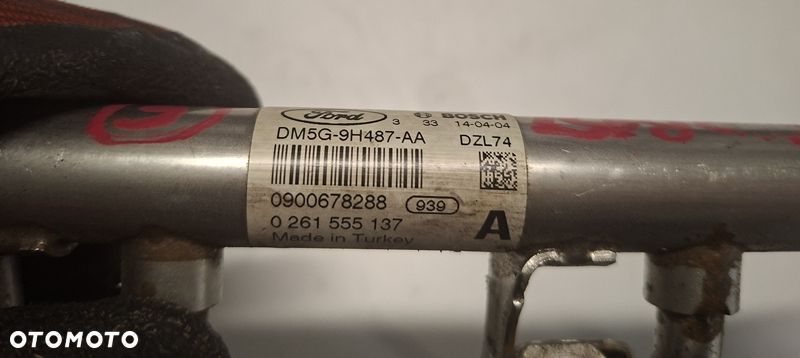 Ford 3 33 BOSCH 14-04-04
DM5G-9H487-AA DZL74
0900678288 939
0 261 555 137 A
Made in Turkey
OTOMOTO